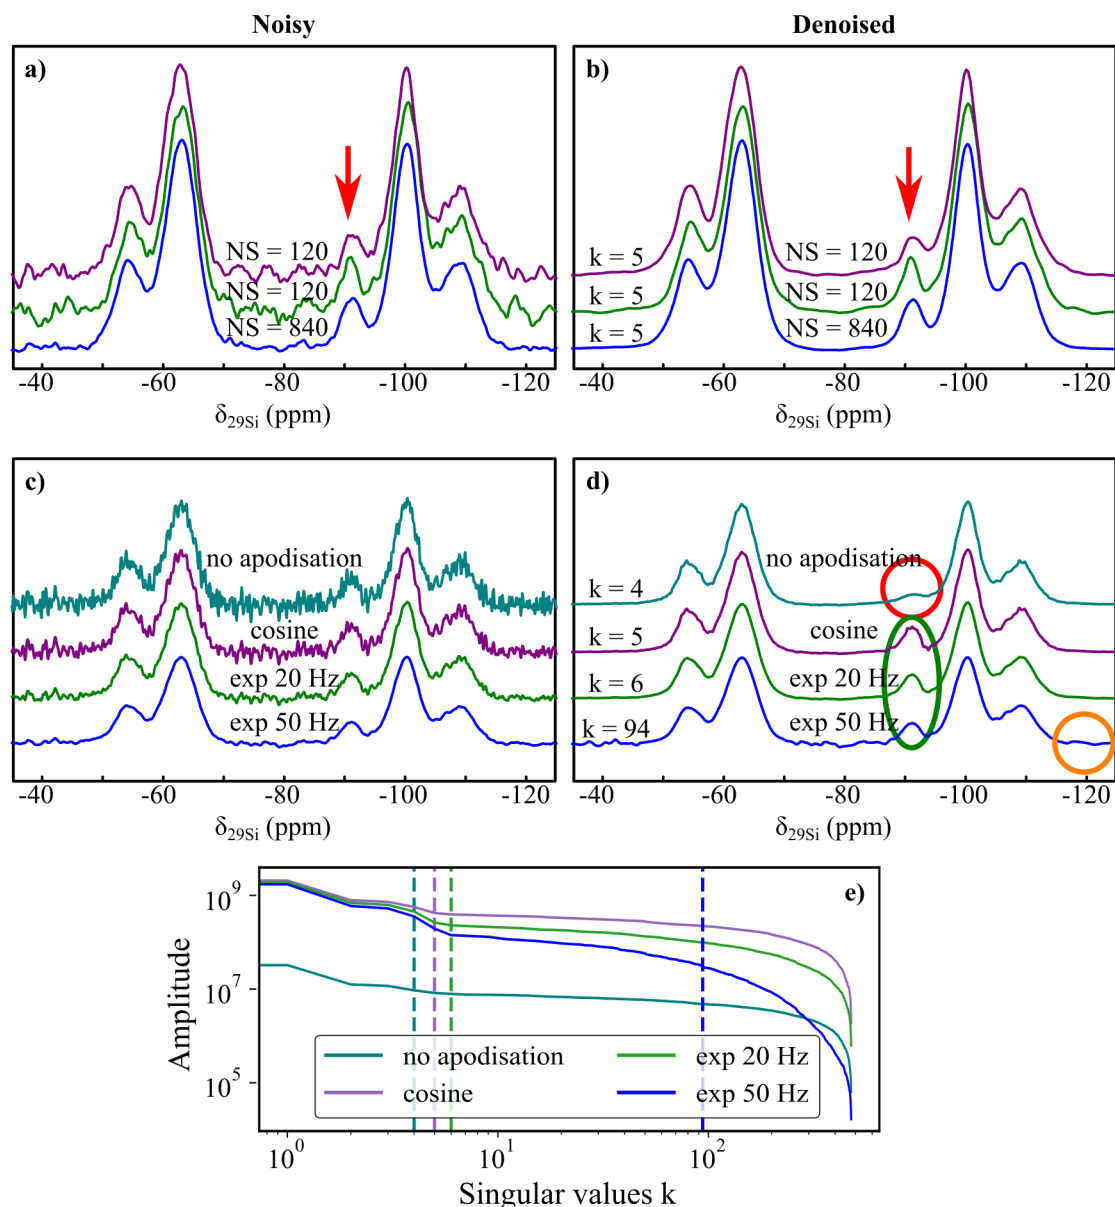 Noisy
Denoised
a)
NS = 120
NS = 120
NS = 840
-40 -60 -80 -100 -120
δ29Si (ppm)
b)
k = 5
NS = 120
k = 5
NS = 120
k = 5
NS = 840
-40 -60 -80 -100 -120
δ29Si (ppm)
c)
no apodisation
cosine
exp 20 Hz
exp 50 Hz
-40 -60 -80 -100 -120
δ29Si (ppm)
d)
no apodisation
k = 4
cosine
k = 5
exp 20 Hz
k = 6
exp 50 Hz
k = 94
-40 -60 -80 -100 -120
δ29Si (ppm)
e)
10^9
10^7
10^5
Amplitude
no apodisation
cosine
exp 20 Hz
exp 50 Hz
10^0 10^1 10^2
Singular values k